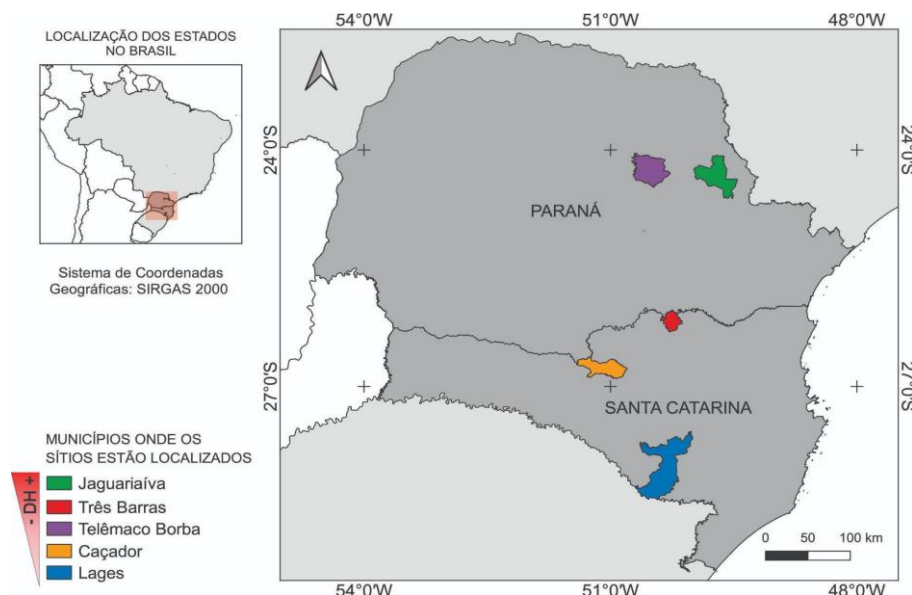 LOCALIZAÇÃO DOS ESTADOS
NO BRASIL
Sistema de Coordenadas
Geográficas: SIRGAS 2000
MUNICÍPIOS ONDE OS
SÍTIOS ESTÃO LOCALIZADOS
- DH +
Jaguariaíva
Três Barras
Telêmaco Borba
Caçador
Lages
54°0'W 51°0'W 48°0'W
24°0'S 24°0'S
PARANÁ
27°0'S 27°0'S
SANTA CATARINA
0 50 100 km
54°0'W 51°0'W 48°0'W